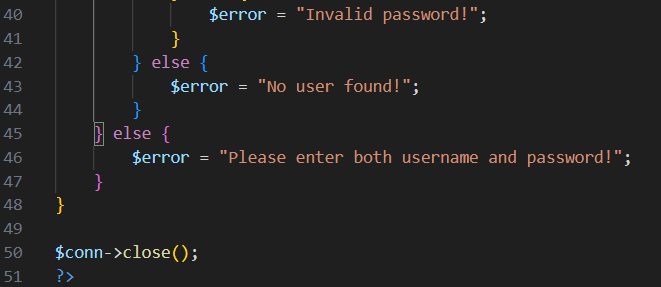 40 $error = "Invalid password!";
41 }
42 } else {
43 $error = "No user found!";
44 }
45 } else {
46 $error = "Please enter both username and password!";
47 }
48 }
49
50 $conn->close();
51 ?>